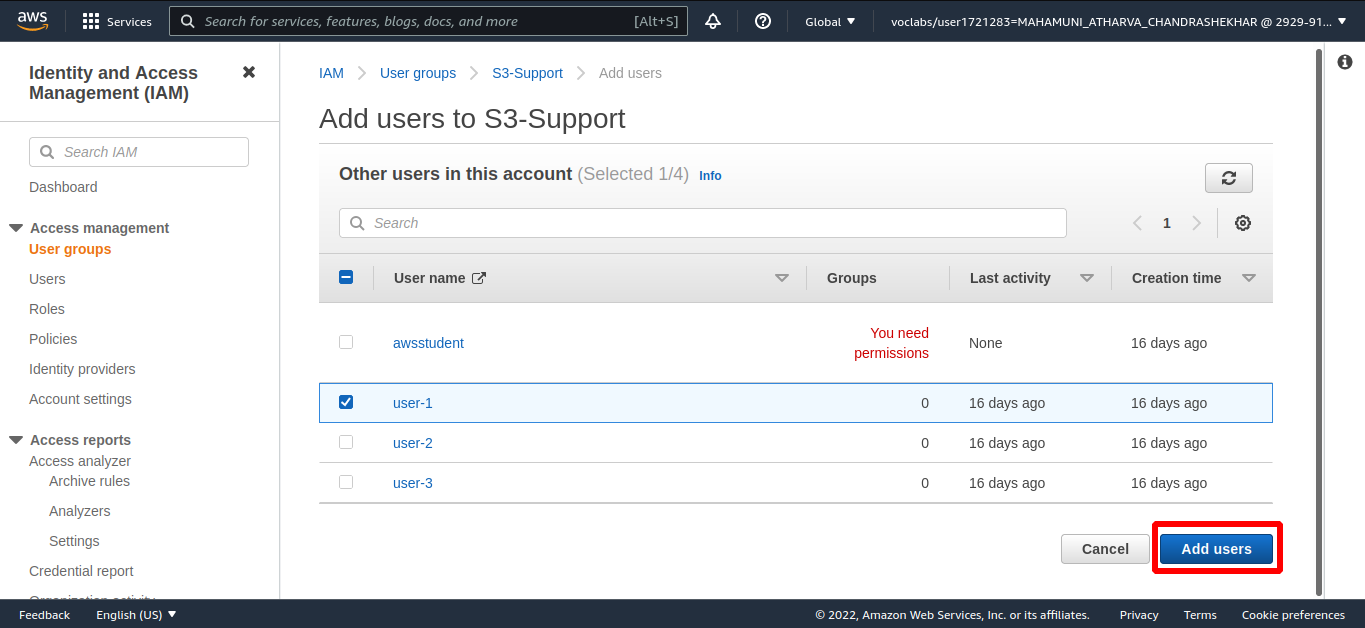 aws
Services
Search for services, features, blogs, docs, and more
[Alt+S]
Global
voclabs/user1721283=MAHAMUNI_ATHARVA_CHANDRASHEKHAR @ 2929-91...
Identity and Access
Management (IAM)
Search IAM
Dashboard
Access management
User groups
Users
Roles
Policies
Identity providers
Account settings
Access reports
Access analyzer
Archive rules
Analyzers
Settings
Credential report
Organization activity
IAM > User groups > S3-Support > Add users
Add users to S3-Support
Other users in this account (Selected 1/4) Info
Search
1
User name Groups Last activity Creation time
awsstudent You need permissions None 16 days ago
user-1 0 16 days ago 16 days ago
user-2 0 16 days ago 16 days ago
user-3 0 16 days ago 16 days ago
Cancel Add users
Feedback English (US) © 2022, Amazon Web Services, Inc. or its affiliates. Privacy Terms Cookie preferences